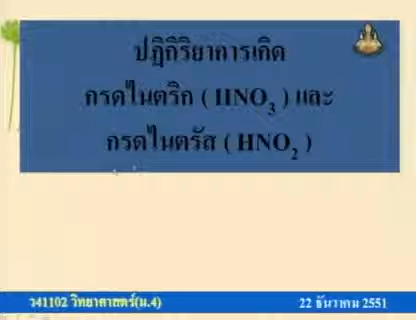 ปฏิกิริยาการเกิด
กรดไนตริก ( HNO3 ) และ
กรดไนตรัส ( HNO2 )
ว41102 วิทยาศาสตร์(ม.4)
22 ธันวาคม 2551